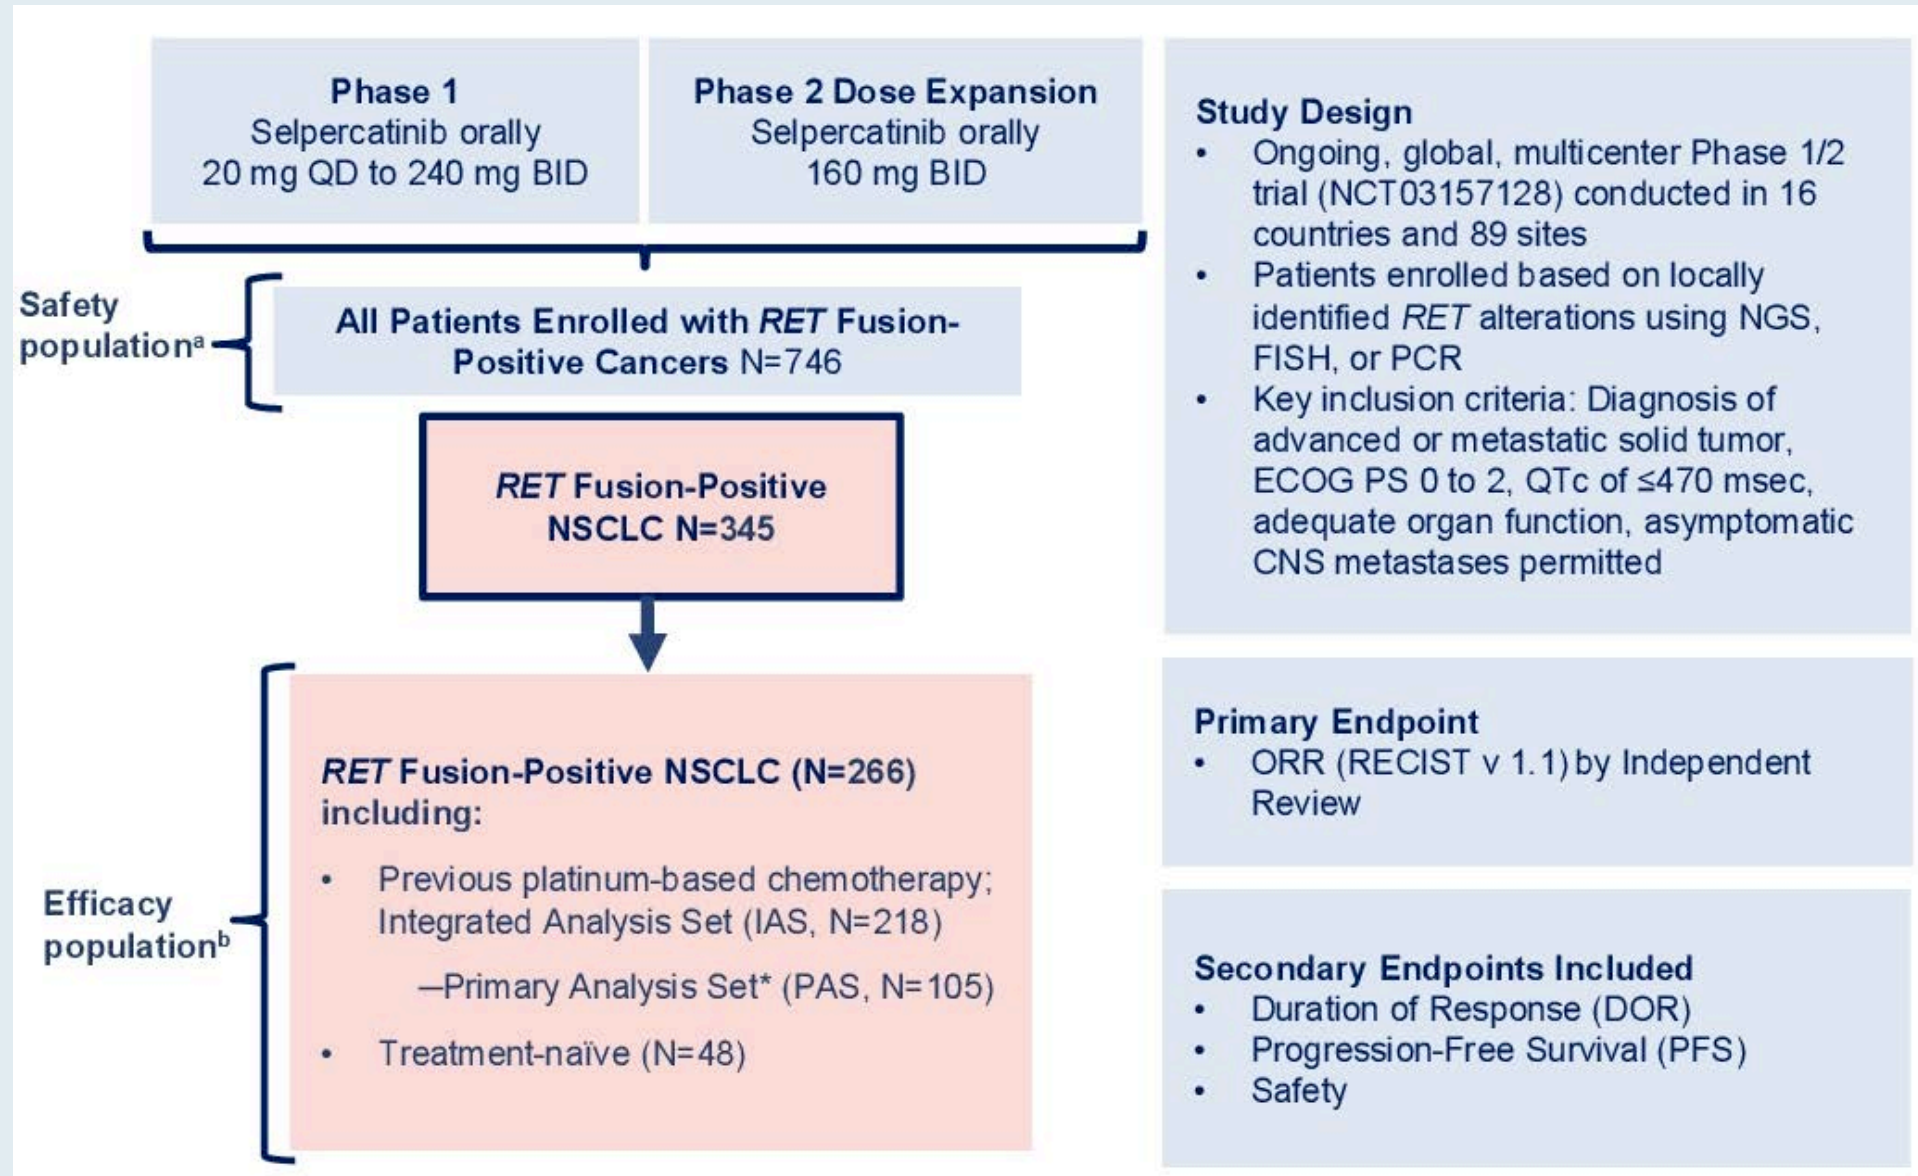 Phase 1
Selpercatinib orally
20 mg QD to 240 mg BID
Phase 2 Dose Expansion
Selpercatinib orally
160 mg BID
Safety
populationᵃ
All Patients Enrolled with RET Fusion-
Positive Cancers N=746
RET Fusion-Positive
NSCLC N=345
Efficacy
populationᵇ
RET Fusion-Positive NSCLC (N=266)
including:
• Previous platinum-based chemotherapy;
Integrated Analysis Set (IAS, N=218)
—Primary Analysis Set* (PAS, N=105)
• Treatment-naïve (N=48)
Study Design
• Ongoing, global, multicenter Phase 1/2
trial (NCT03157128) conducted in 16
countries and 89 sites
• Patients enrolled based on locally
identified RET alterations using NGS,
FISH, or PCR
• Key inclusion criteria: Diagnosis of
advanced or metastatic solid tumor,
ECOG PS 0 to 2, QTc of ≤470 msec,
adequate organ function, asymptomatic
CNS metastases permitted
Primary Endpoint
• ORR (RECIST v 1.1) by Independent
Review
Secondary Endpoints Included
• Duration of Response (DOR)
• Progression-Free Survival (PFS)
• Safety